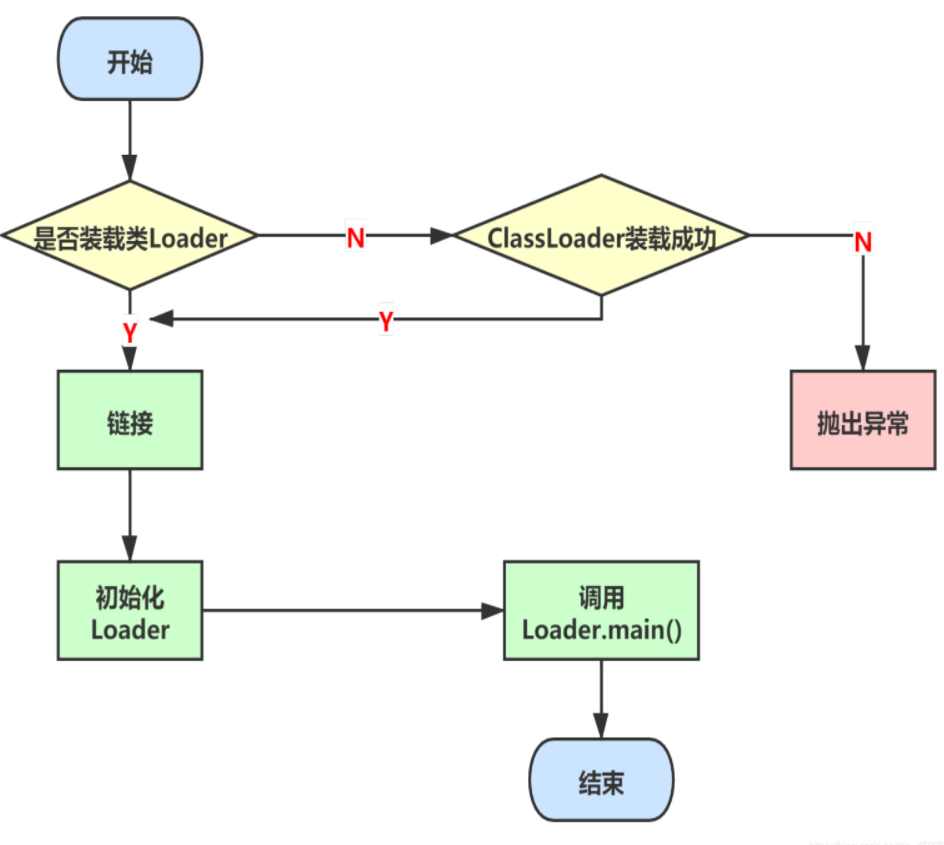 开始
是否装载类Loader
N
ClassLoader装载成功
N
Y
Y
链接
抛出异常
初始化
Loader
调用
Loader.main()
结束